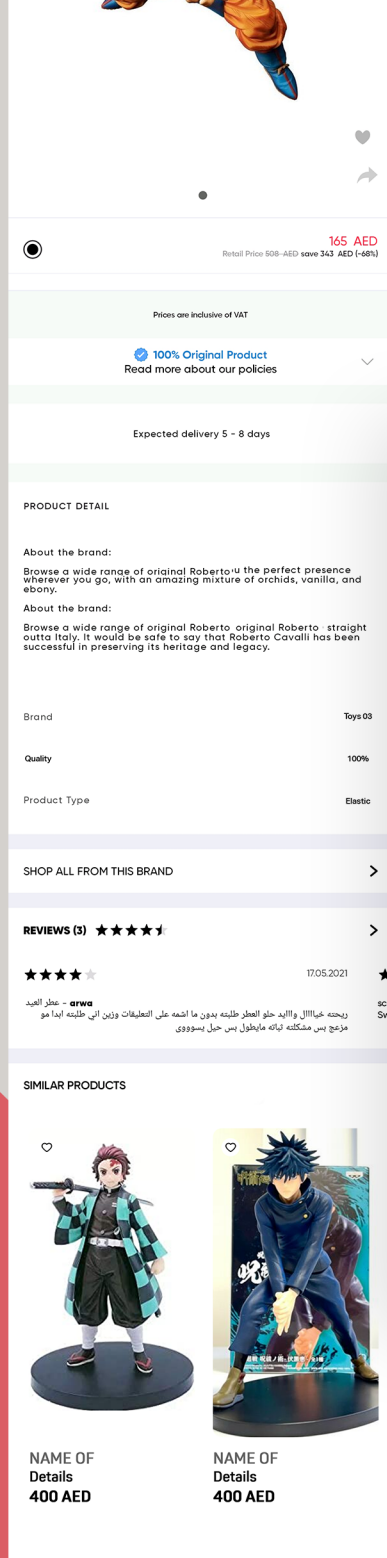 165 AED
Retail Price 508 AED save 343 AED (-68%)
Prices are inclusive of VAT
100% Original Product
Read more about our policies
Expected delivery 5 - 8 days
PRODUCT DETAIL
About the brand:
Browse a wide range of original Roberto u the perfect presence
wherever you go, with an amazing mixture of orchids, vanilla, and
ebony.
About the brand:
Browse a wide range of original Roberto original Roberto straight
outta Italy. It would be safe to say that Roberto Cavalli has been
successful in preserving its heritage and legacy.
Brand Toys 03
Quality 100%
Product Type Elastic
SHOP ALL FROM THIS BRAND
REVIEWS (3)
17.05.2021
عطر العيد - arwa
ريحته خياااال واااايد حلو العطر طلبته بدون ما اشمه على التعليقات وزين اني طلبته ابدا مو
مزعج بس مشكلته ثباته مايطول بس حيل يسوووى
sc
Sw
SIMILAR PRODUCTS
NAME OF
Details
400 AED
NAME OF
Details
400 AED